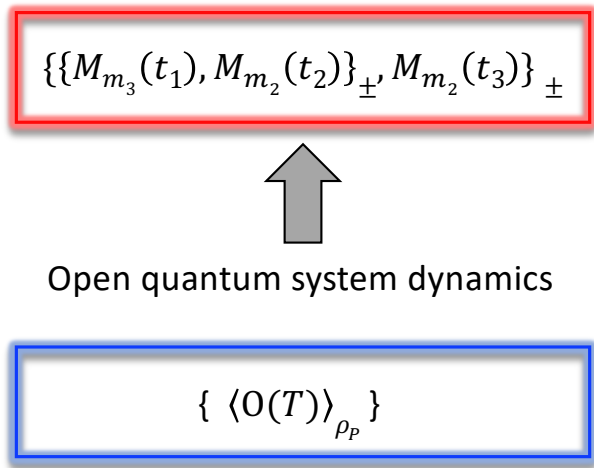 {{M_{m_3}(t_1), M_{m_2}(t_2)}_±, M_{m_2}(t_3)}_±
Open quantum system dynamics
{ ⟨O(T)⟩_{ρ_P} }